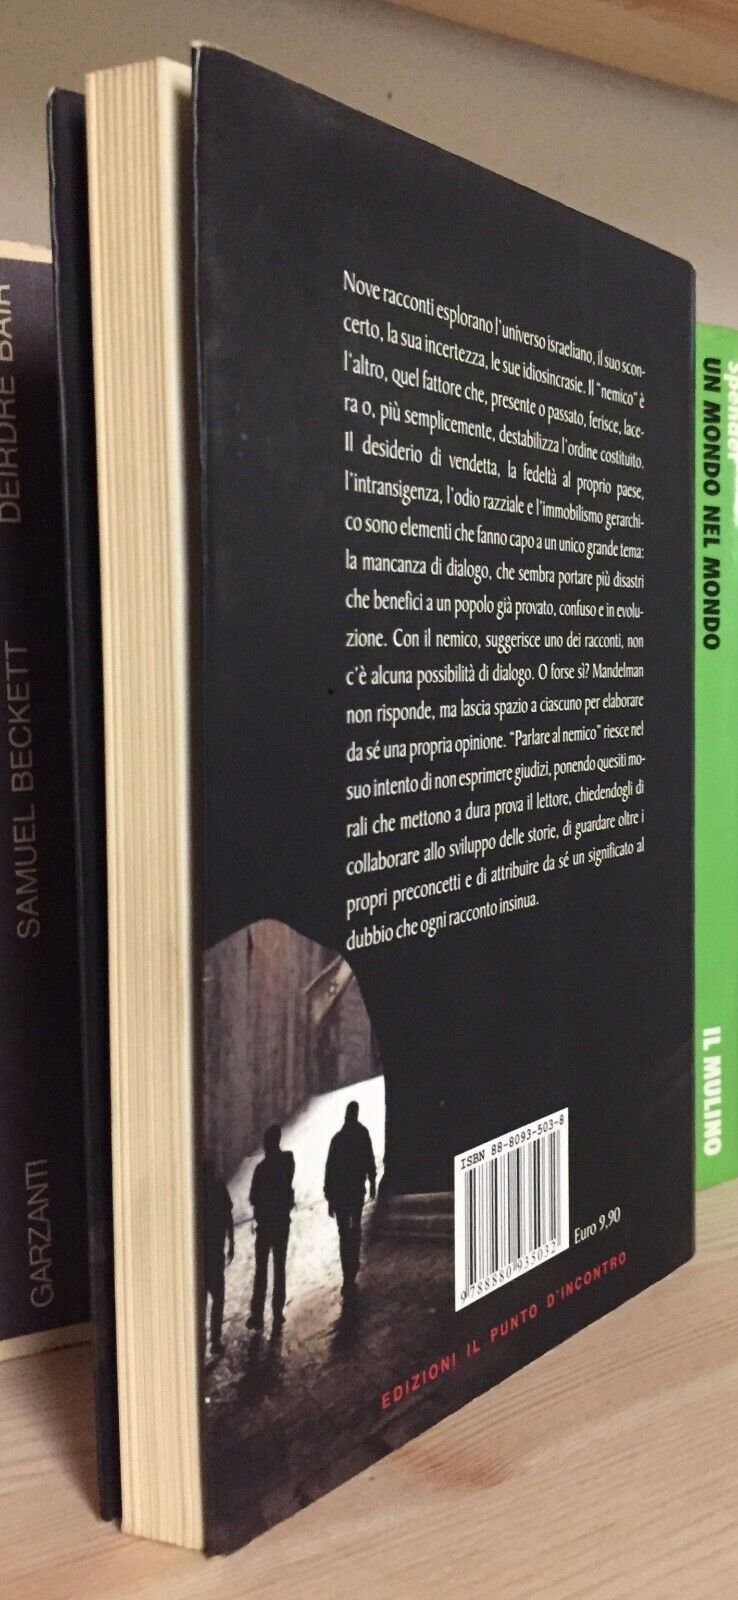 Nove racconti esplorano l'universo israeliano, il suo scon-
certo, la sua incertezza, le sue idiosincrasie. Il "nemico" è
l'altro, quel fattore che, presente o passato, ferisce, lace-
ra o, più semplicemente, destabilizza l'ordine costituito.
Il desiderio di vendetta, la fedeltà al proprio paese,
l'intransigenza, l'odio razziale e l'immobilismo gerarchi-
co sono elementi che fanno capo a un unico grande tema:
la mancanza di dialogo, che sembra portare più disastri
che benefici a un popolo già provato, confuso e in evolu-
zione. Con il nemico, suggerisce uno dei racconti, non
c'è alcuna possibilità di dialogo. O forse sì? Mandelman
non risponde, ma lascia spazio a ciascuno per elaborare
da sé una propria opinione. "Parlare al nemico" riesce nel
suo intento di non esprimere giudizi, ponendo quesiti mo-
rali che mettono a dura prova il lettore, chiedendogli di
collaborare allo sviluppo delle storie, di guardare oltre i
propri preconcetti e di attribuire da sé un significato al
dubbio che ogni racconto insinua.
ISBN 88-8093-503-8
9 788880 935032
Euro 9,90
EDIZIONI IL PUNTO D'INCONTRO
DEIRDRE BAIR
SAMUEL BECKETT
GARZANTI
Spender
UN MONDO NEL MONDO
IL MULINO